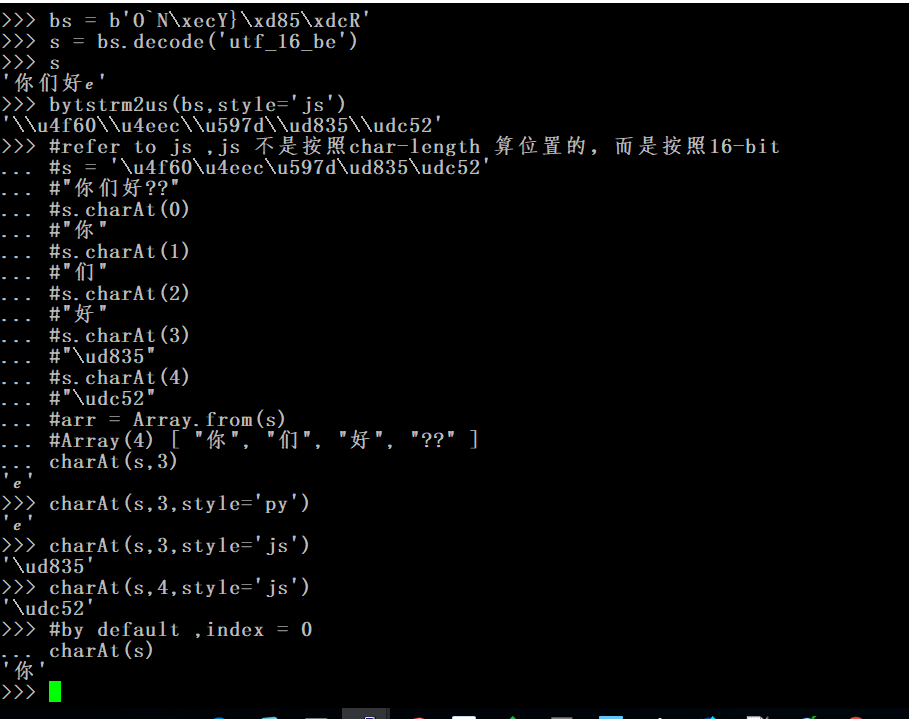 >>> bs = b'O`N\xecY}\xd85\xdcR'
>>> s = bs.decode('utf_16_be')
>>> s
'你们好𝑒'
>>> bytstrm2us(bs,style='js')
'\\u4f60\\u4eec\\u597d\\ud835\\udc52'
>>> #refer to js ,js 不是按照char-length 算位置的, 而是按照16-bit
... #s = '\u4f60\u4eec\u597d\ud835\udc52'
... #"你们好??"
... #s.charAt(0)
... #"你"
... #s.charAt(1)
... #"们"
... #s.charAt(2)
... #"好"
... #s.charAt(3)
... #"\ud835"
... #s.charAt(4)
... #"\udc52"
... #arr = Array.from(s)
... #Array(4) [ "你", "们", "好", "??" ]
... charAt(s,3)
'𝑒'
>>> charAt(s,3,style='py')
'𝑒'
>>> charAt(s,3,style='js')
'\ud835'
>>> charAt(s,4,style='js')
'\udc52'
>>> #by default ,index = 0
... charAt(s)
'你'
>>>